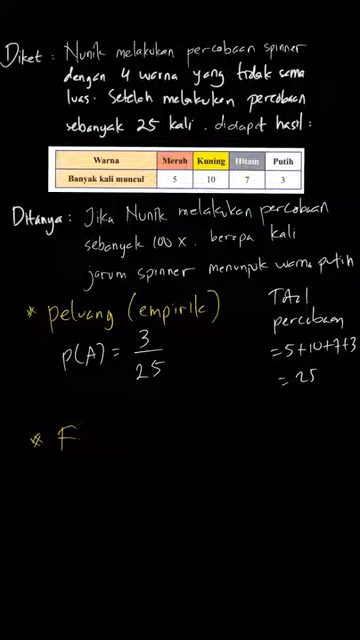 Diket : Nunik melakukan percobaan spinner
dengan 4 warna yang tidak sama
luas. Setelah melakukan percobaan
sebanyak 25 kali. didapat hasil :
Warna Merah Kuning Hitam Putih
Banyak kali muncul 5 10 7 3
Ditanya : Jika Nunik melakukan percobaan
sebanyak 100 x. berapa kali
jarum spinner menunjuk warna putih
* peluang (empirik)
P(A) = 3/25
percobaan
= 5+10+7+3
= 25
* F